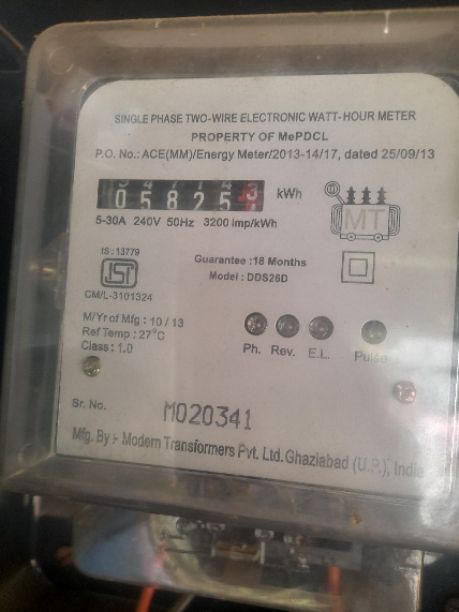 SINGLE PHASE TWO-WIRE ELECTRONIC WATT-HOUR METER
PROPERTY OF MePDCL
P.O. No.: ACE(MM)/Energy Meter/2013-14/17, dated 25/09/13
05825 kWh
5-30A 240V 50Hz 3200 imp/kWh
MT
IS : 13779
ISI
CM/L-3101324
Guarantee : 18 Months
Model : DDS26D
M/Yr of Mfg : 10 / 13
Ref Temp : 27°C
Class : 1.0
Ph. Rev. E.L. Pulse
Sr. No. M020341
Mfg. By :- Modern Transformers Pvt. Ltd. Ghaziabad (U.P.), India